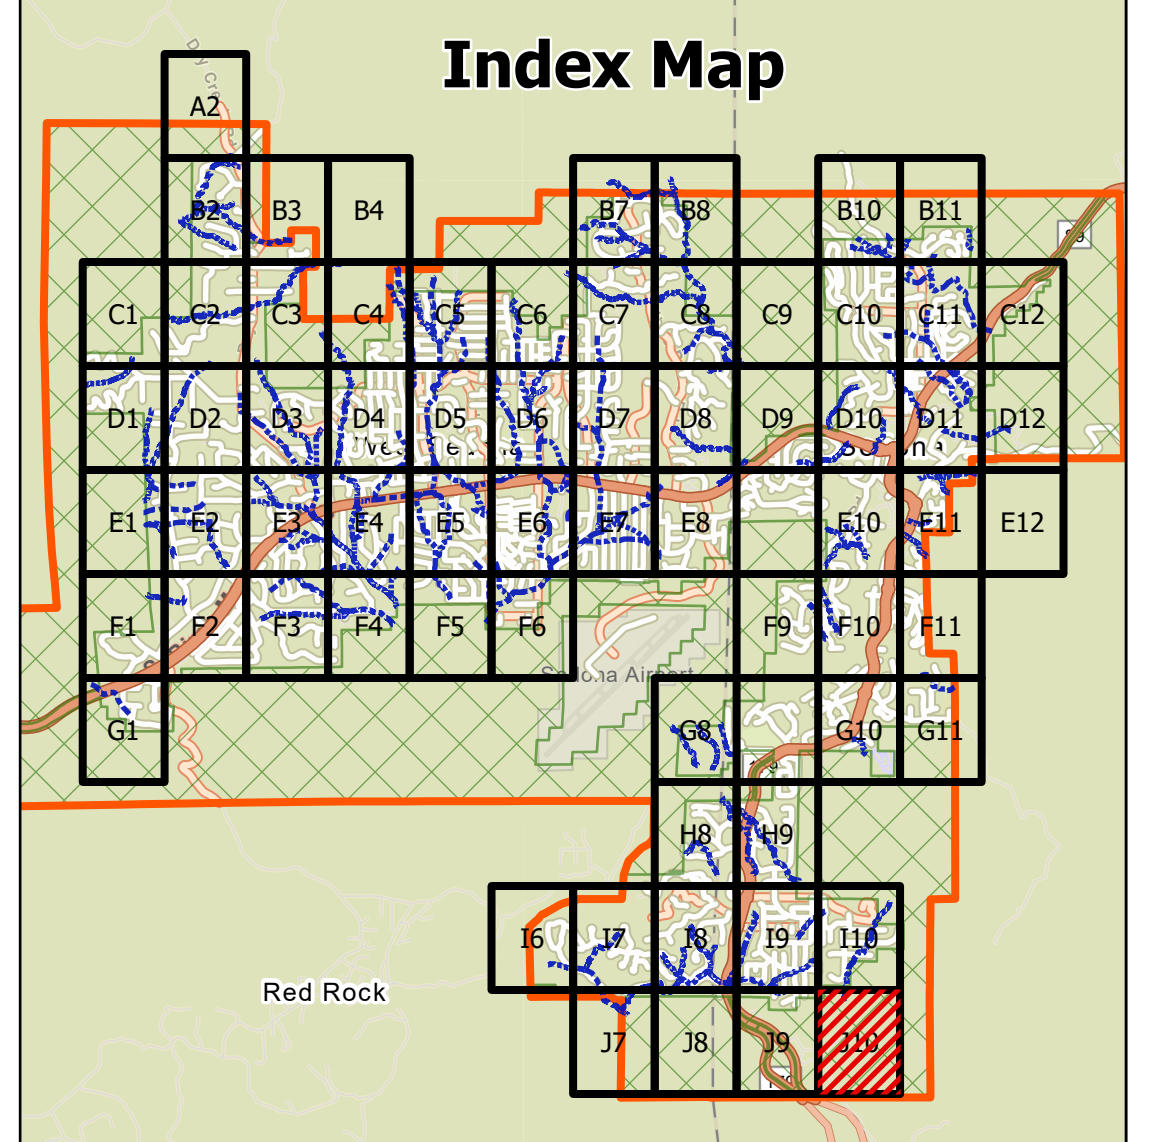 Index Map
A2
B2 B3 B4 B7 B8 B10 B11
C1 C2 C3 C4 C5 C6 C7 C8 C9 C10 C11 C12
D1 D2 D3 D4 D5 D6 D7 D8 D9 D10 D11 D12
E1 E2 E3 E4 E5 E6 E7 E8 E10 E11 E12
F1 F2 F3 F4 F5 F6 F9 F10 F11
Sedona Airport
G1 G8 G10 G11
H8 H9
I6 I7 I8 I9 I10
Red Rock
J7 J8 J9 J10